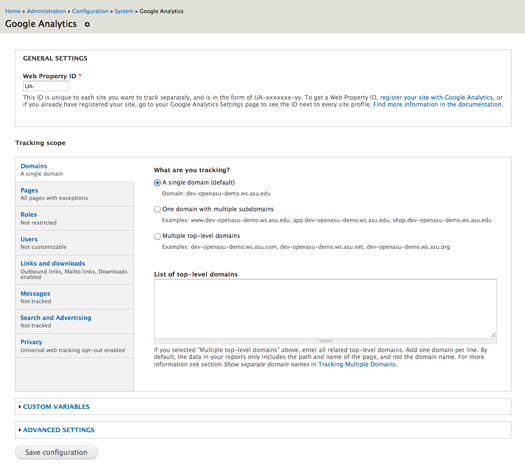 Home » Administration » Configuration » System » Google Analytics
Google Analytics
GENERAL SETTINGS
Web Property ID *
UA-
This ID is unique to each site you want to track separately, and is in the form of UA-xxxxxxx-yy. To get a Web Property ID, register your site with Google Analytics, or
if you already have registered your site, go to your Google Analytics Settings page to see the ID next to every site profile. Find more information in the documentation.
Tracking scope
Domains
A single domain
Pages
All pages with exceptions
Roles
Not restricted
Users
Not customizable
Links and downloads
Outbound links, Mailto links, Downloads
enabled
Messages
Not tracked
Search and Advertising
Not tracked
Privacy
Universal web tracking opt-out enabled
What are you tracking?
A single domain (default)
Domain: dev-openasu-demo.ws.asu.edu
One domain with multiple subdomains
Examples: www.dev-openasu-demo.ws.asu.edu, app.dev-openasu-demo.ws.asu.edu, shop.dev-openasu-demo.ws.asu.edu
Multiple top-level domains
Examples: dev-openasu-demo.ws.asu.com, dev-openasu-demo.ws.asu.net, dev-openasu-demo.ws.asu.org
List of top-level domains
If you selected "Multiple top-level domains" above, enter all related top-level domains. Add one domain per line. By
default, the data in your reports only includes the path and name of the page, and not the domain name. For more
information see section Show separate domain names in Tracking Multiple Domains.
CUSTOM VARIABLES
ADVANCED SETTINGS
Save configuration